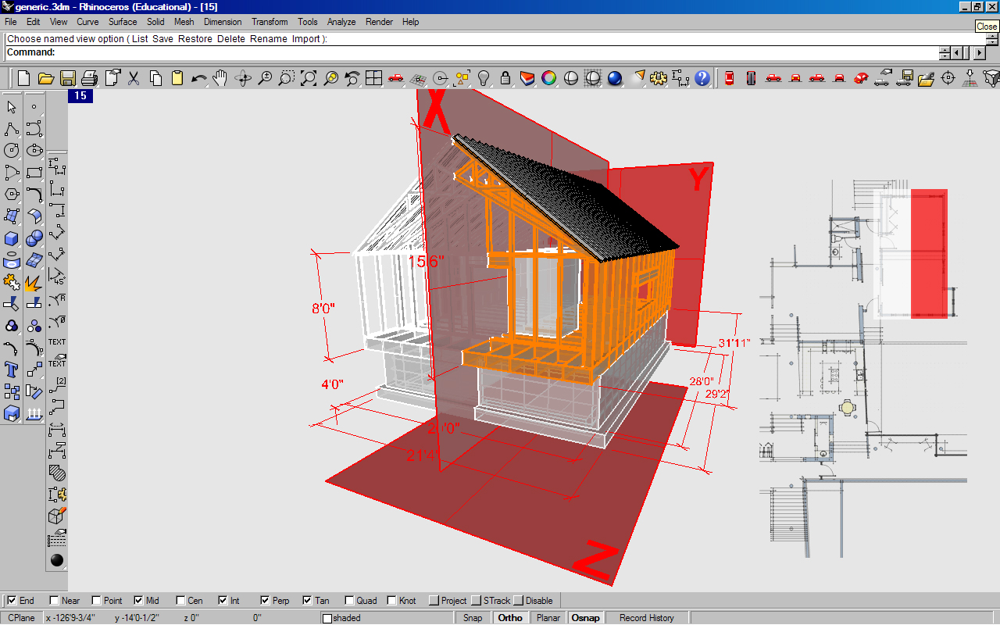 generic.3dm - Rhinoceros (Educational) - [15]
File Edit View Curve Surface Solid Mesh Dimension Transform Tools Analyze Render Help
Close
Choose named view option ( List Save Restore Delete Rename Import ):
Command:
15
X
Y
15'6"
8'0"
31'11"
4'0"
28'0"
29'2"
21'4"
Z
45
R
TEXT
TEXT
[2]
End Near Point Mid Cen Int Perp Tan Quad Knot Project STrack Disable
CPlane x -126'9-3/4" y -14'0-1/2" z 0" 0" shaded Snap Ortho Planar Osnap Record History